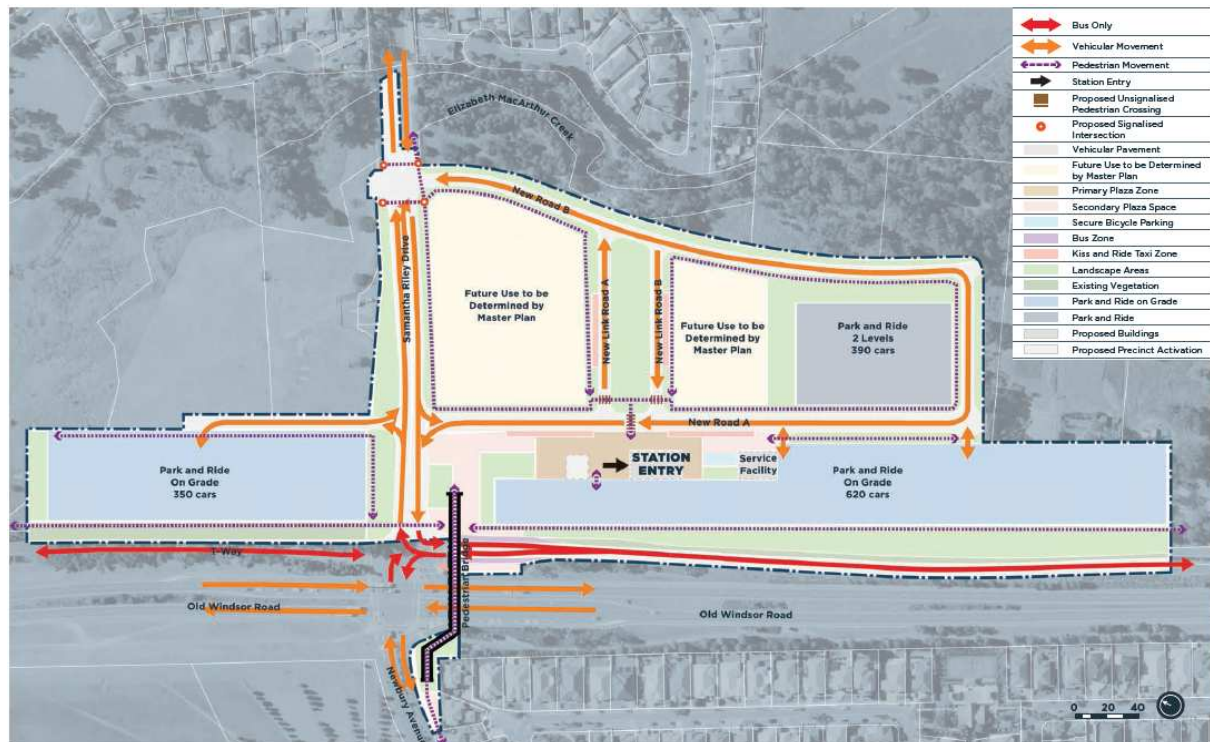 Bus Only
Vehicular Movement
Pedestrian Movement
Station Entry
Proposed Unsignalised
Pedestrian Crossing
Proposed Signalised
Intersection
Vehicular Pavement
Future Use to be Determined
by Master Plan
Primary Plaza Zone
Secondary Plaza Space
Secure Bicycle Parking
Bus Zone
Kiss and Ride Taxi Zone
Landscape Areas
Existing Vegetation
Park and Ride on Grade
Park and Ride
Proposed Buildings
Proposed Precinct Activation
Elizabeth MacArthur Creek
New Road B
Samantha Riley Drive
Future Use to be
Determined by
Master Plan
New Link Road A
New Link Road B
Future Use to be
Determined by
Master Plan
Park and Ride
2 Levels
390 cars
New Road A
Park and Ride
On Grade
350 cars
STATION
ENTRY
Service
Facility
Park and Ride
On Grade
620 cars
T-Way
Pedestrian Bridge
Old Windsor Road
Old Windsor Road
Newbury Avenue
0 20 40